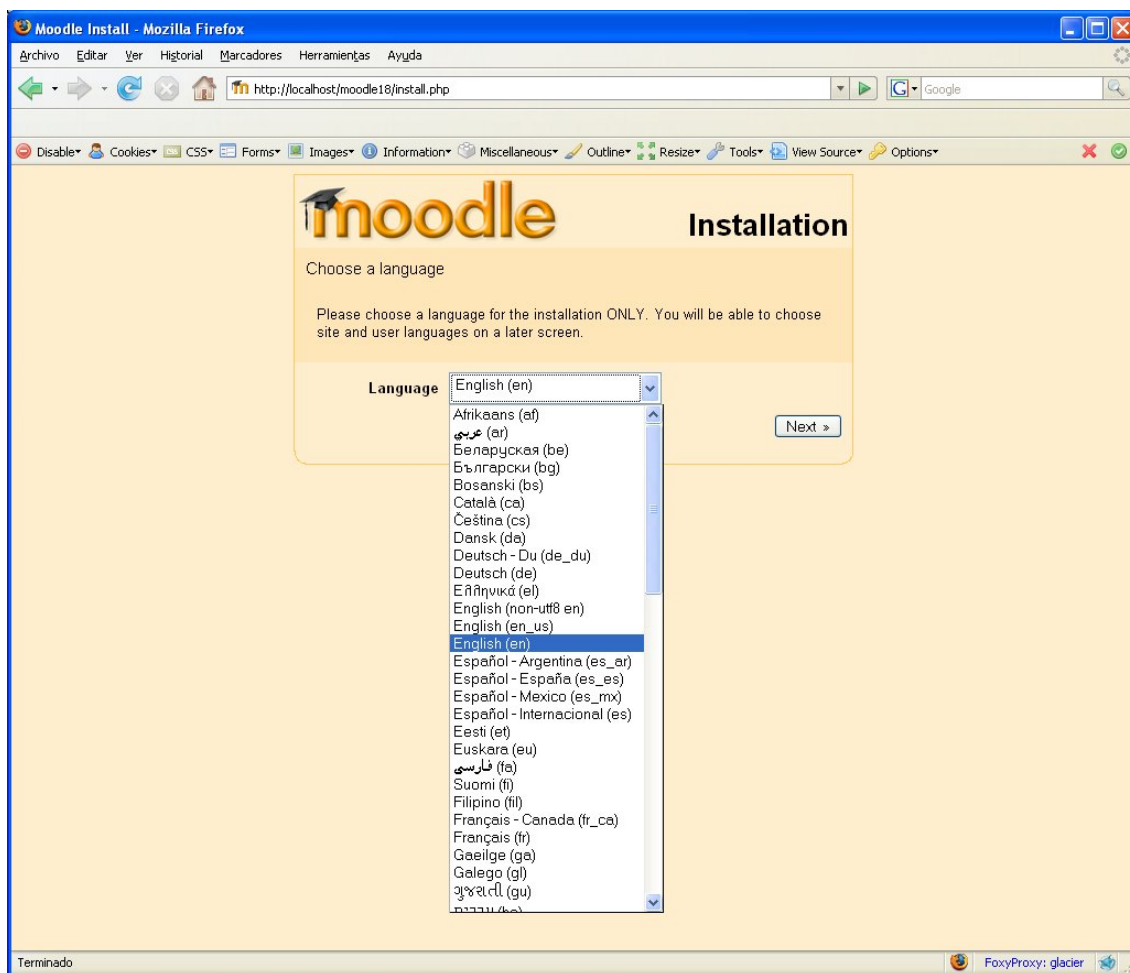 Moodle Install - Mozilla Firefox
Archivo Editar Ver Historial Marcadores Herramientas Ayuda
http://localhost/moodle18/install.php
Google
Disable Cookies CSS Forms Images Information Miscellaneous Outline Resize Tools View Source Options
moodle
Installation
Choose a language
Please choose a language for the installation ONLY. You will be able to choose
site and user languages on a later screen.
Language English (en)
Next »
Afrikaans (af)
عربي (ar)
Беларуская (be)
Български (bg)
Bosanski (bs)
Català (ca)
Čeština (cs)
Dansk (da)
Deutsch - Du (de_du)
Deutsch (de)
Ελληνικά (el)
English (non-utf8 en)
English (en_us)
English (en)
Español - Argentina (es_ar)
Español - España (es_es)
Español - Mexico (es_mx)
Español - Internacional (es)
Eesti (et)
Euskara (eu)
فارسی (fa)
Suomi (fi)
Filipino (fil)
Français - Canada (fr_ca)
Français (fr)
Gaeilge (ga)
Galego (gl)
ગુજરાતી (gu)
Terminado
FoxyProxy: glacier